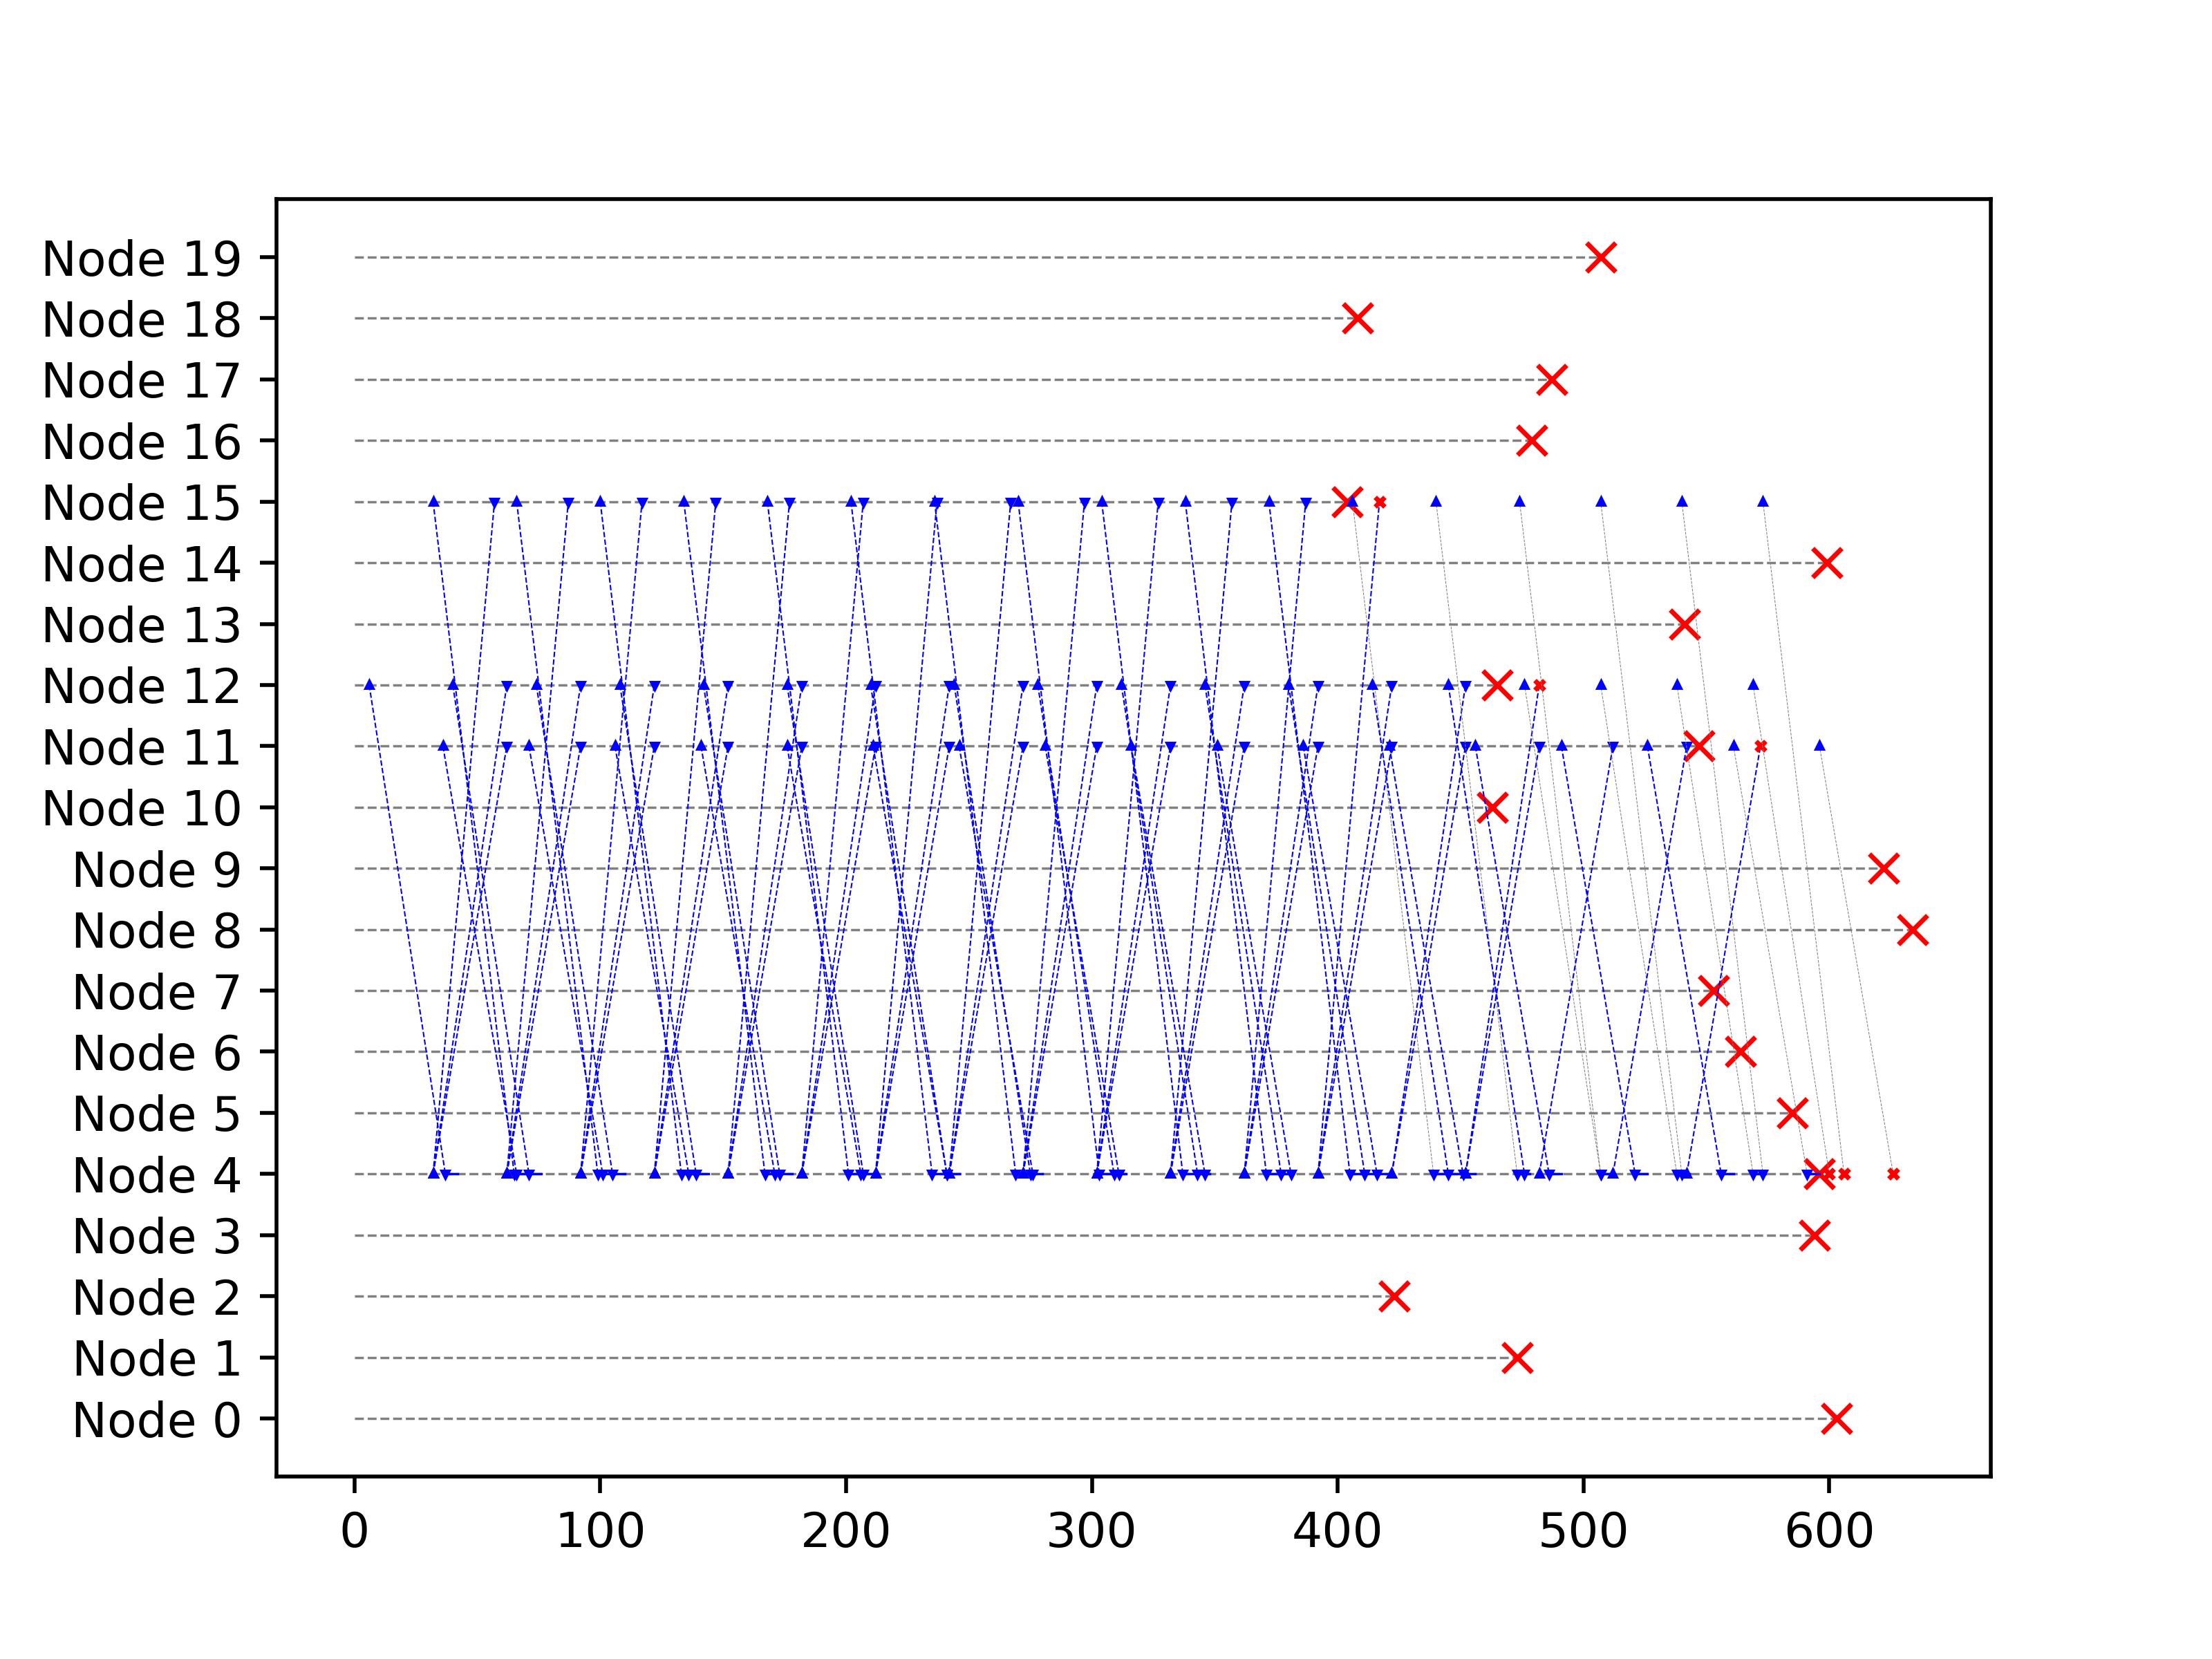 Node 19
Node 18
Node 17
Node 16
Node 15
Node 14
Node 13
Node 12
Node 11
Node 10
Node 9
Node 8
Node 7
Node 6
Node 5
Node 4
Node 3
Node 2
Node 1
Node 0
0 100 200 300 400 500 600